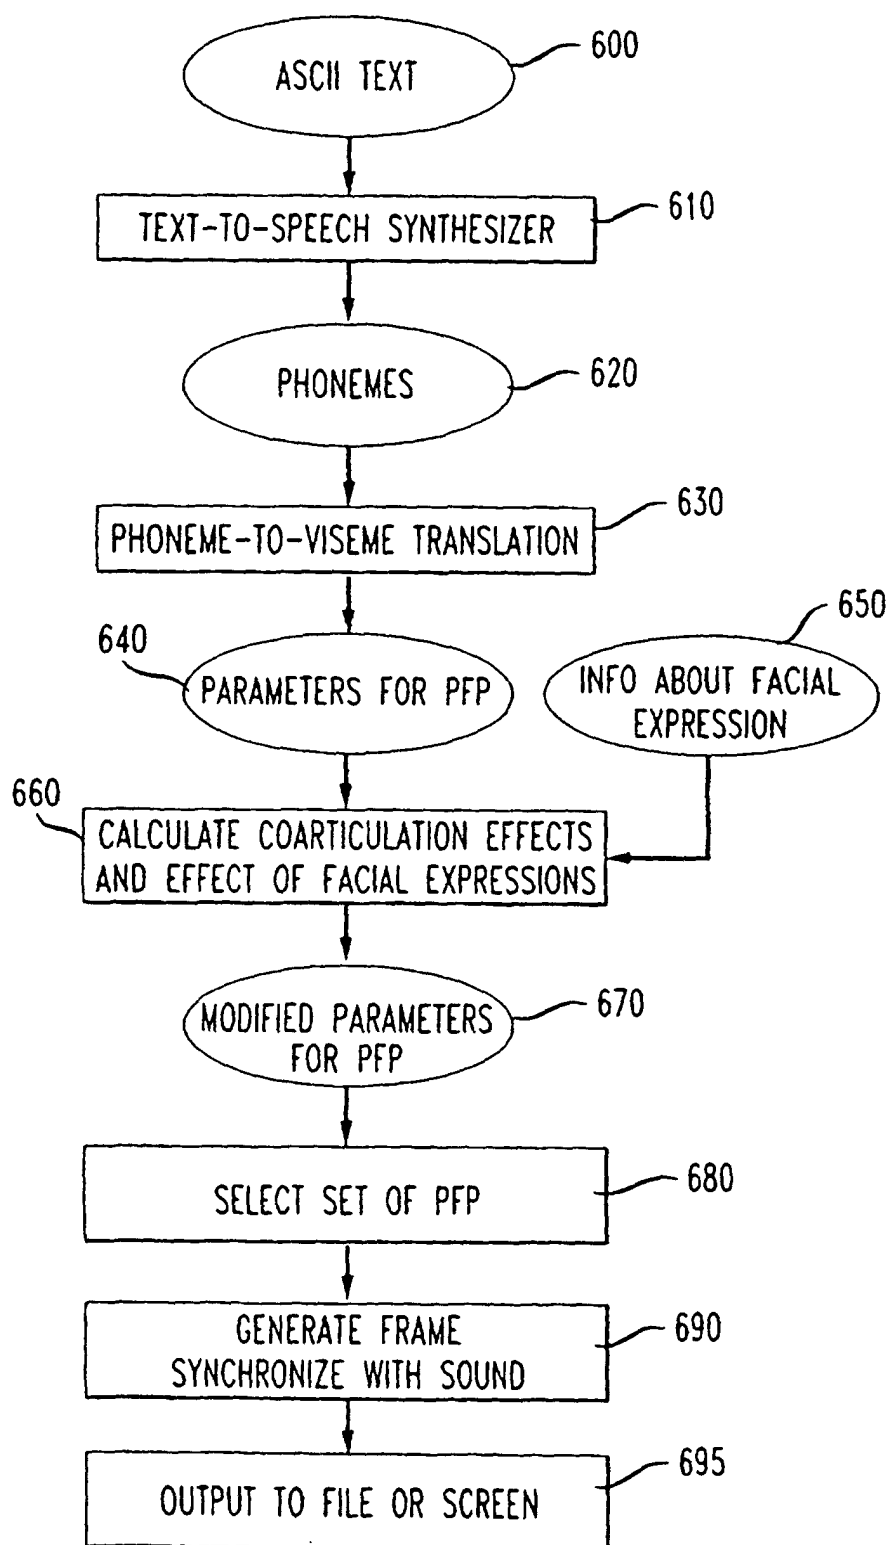 ASCII TEXT
600
TEXT-TO-SPEECH SYNTHESIZER
610
PHONEMES
620
PHONEME-TO-VISEME TRANSLATION
630
640
PARAMETERS FOR PFP
650
INFO ABOUT FACIAL
EXPRESSION
660
CALCULATE COARTICULATION EFFECTS
AND EFFECT OF FACIAL EXPRESSIONS
MODIFIED PARAMETERS
FOR PFP
670
SELECT SET OF PFP
680
GENERATE FRAME
SYNCHRONIZE WITH SOUND
690
OUTPUT TO FILE OR SCREEN
695